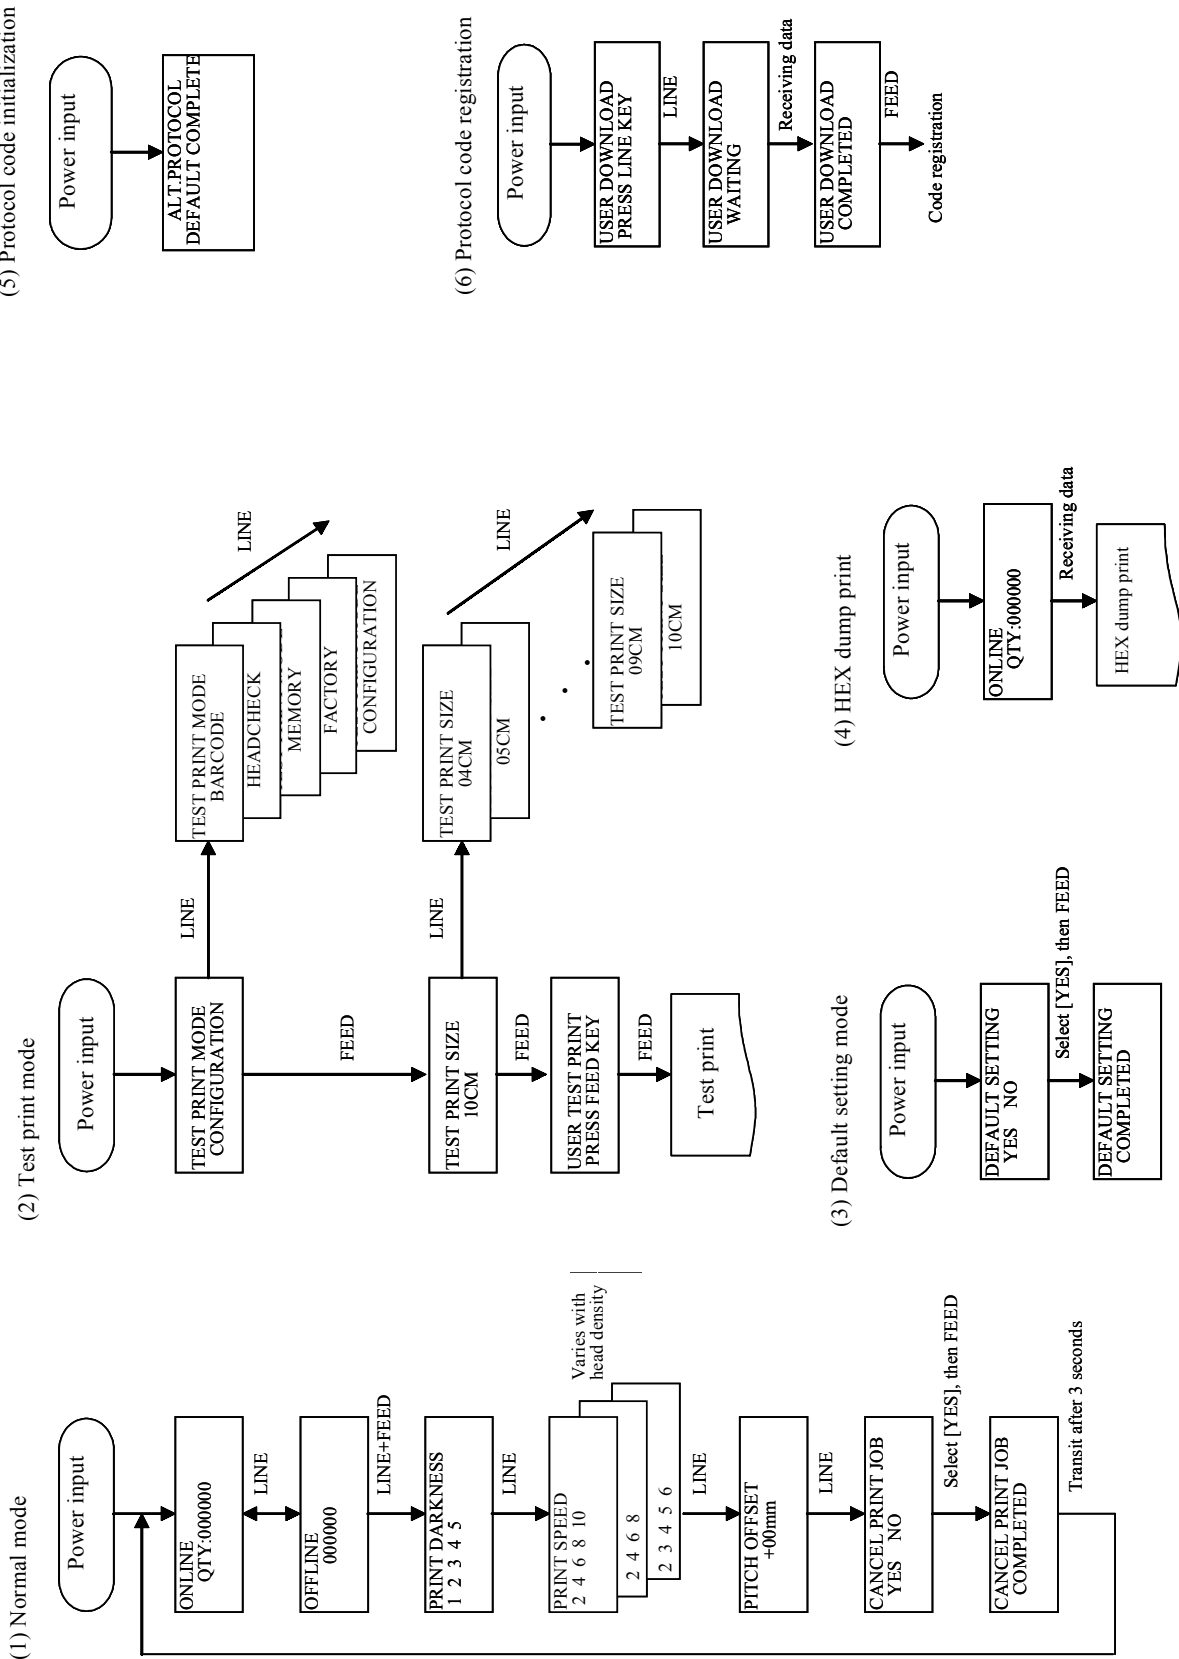 (1) Normal mode
Power input
ONLINE
QTY:000000
LINE
OFFLINE
000000
LINE+FEED
PRINT DARKNESS
1 2 3 4 5
LINE
PRINT SPEED
2 4 6 8 10
2 4 6 8
2 3 4 5 6
Varies with
head density
LINE
PITCH OFFSET
+00mm
LINE
CANCEL PRINT JOB
YES NO
Select [YES], then FEED
CANCEL PRINT JOB
COMPLETED
Transit after 3 seconds
(2) Test print mode
Power input
TEST PRINT MODE
CONFIGURATION
LINE
TEST PRINT MODE
BARCODE
HEADCHECK
MEMORY
FACTORY
CONFIGURATION
LINE
FEED
TEST PRINT SIZE
10CM
LINE
TEST PRINT SIZE
04CM
05CM
TEST PRINT SIZE
09CM
10CM
LINE
FEED
USER TEST PRINT
PRESS FEED KEY
FEED
Test print
(3) Default setting mode
Power input
DEFAULT SETTING
YES NO
Select [YES], then FEED
DEFAULT SETTING
COMPLETED
(4) HEX dump print
Power input
ONLINE
QTY:000000
Receiving data
HEX dump print
(5) Protocol code initialization
Power input
ALT.PROTOCOL
DEFAULT COMPLETE
(6) Protocol code registration
Power input
USER DOWNLOAD
PRESS LINE KEY
LINE
USER DOWNLOAD
WAITING
Receiving data
USER DOWNLOAD
COMPLETED
FEED
Code registration